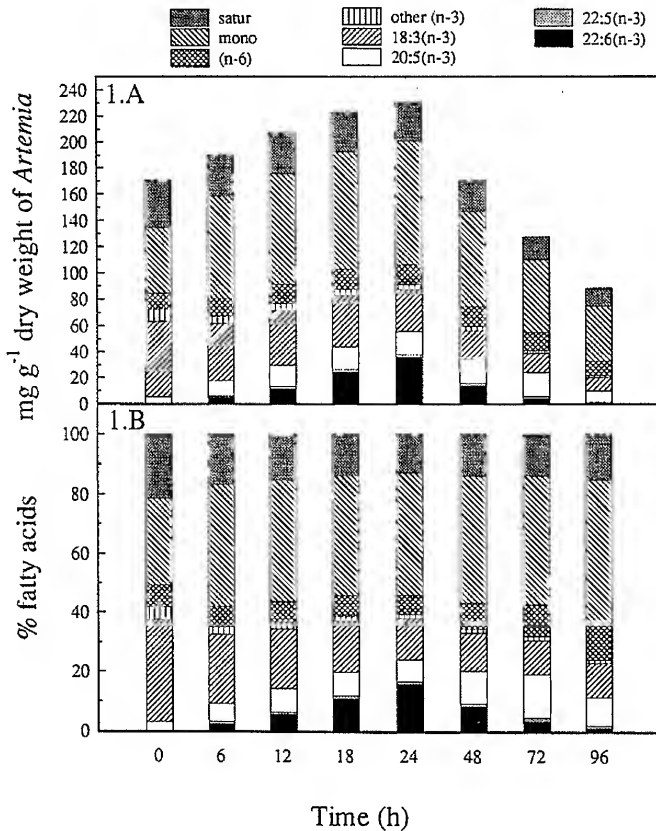 satur
mono
(n-6)
other (n-3)
18:3(n-3)
20:5(n-3)
22:5(n-3)
22:6(n-3)
1.A
240
220
200
180
160
140
120
100
80
60
40
20
0
mg g⁻¹ dry weight of Artemia
1.B
100
80
60
40
20
0
% fatty acids
0 6 12 18 24 48 72 96
Time (h)